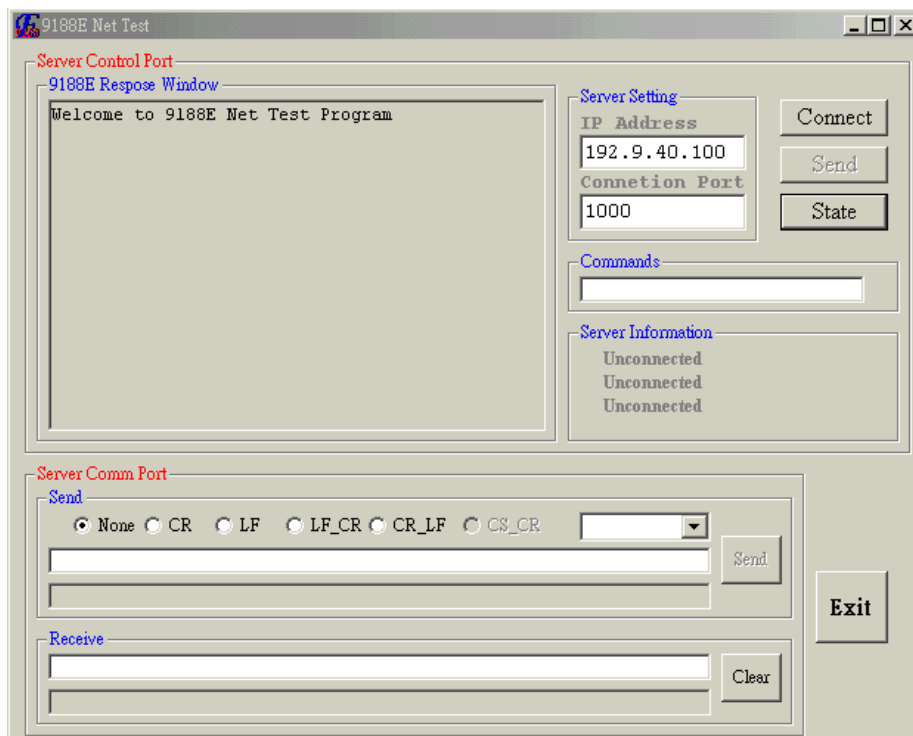 9188E Net Test
Server Control Port
9188E Respose Window
Welcome to 9188E Net Test Program
Server Setting
IP Address
192.9.40.100
Connetion Port
1000
Connect
Send
State
Commands
Server Information
Unconnected
Unconnected
Unconnected
Server Comm Port
Send
None CR LF LF_CR CR_LF CS_CR
Send
Exit
Receive
Clear